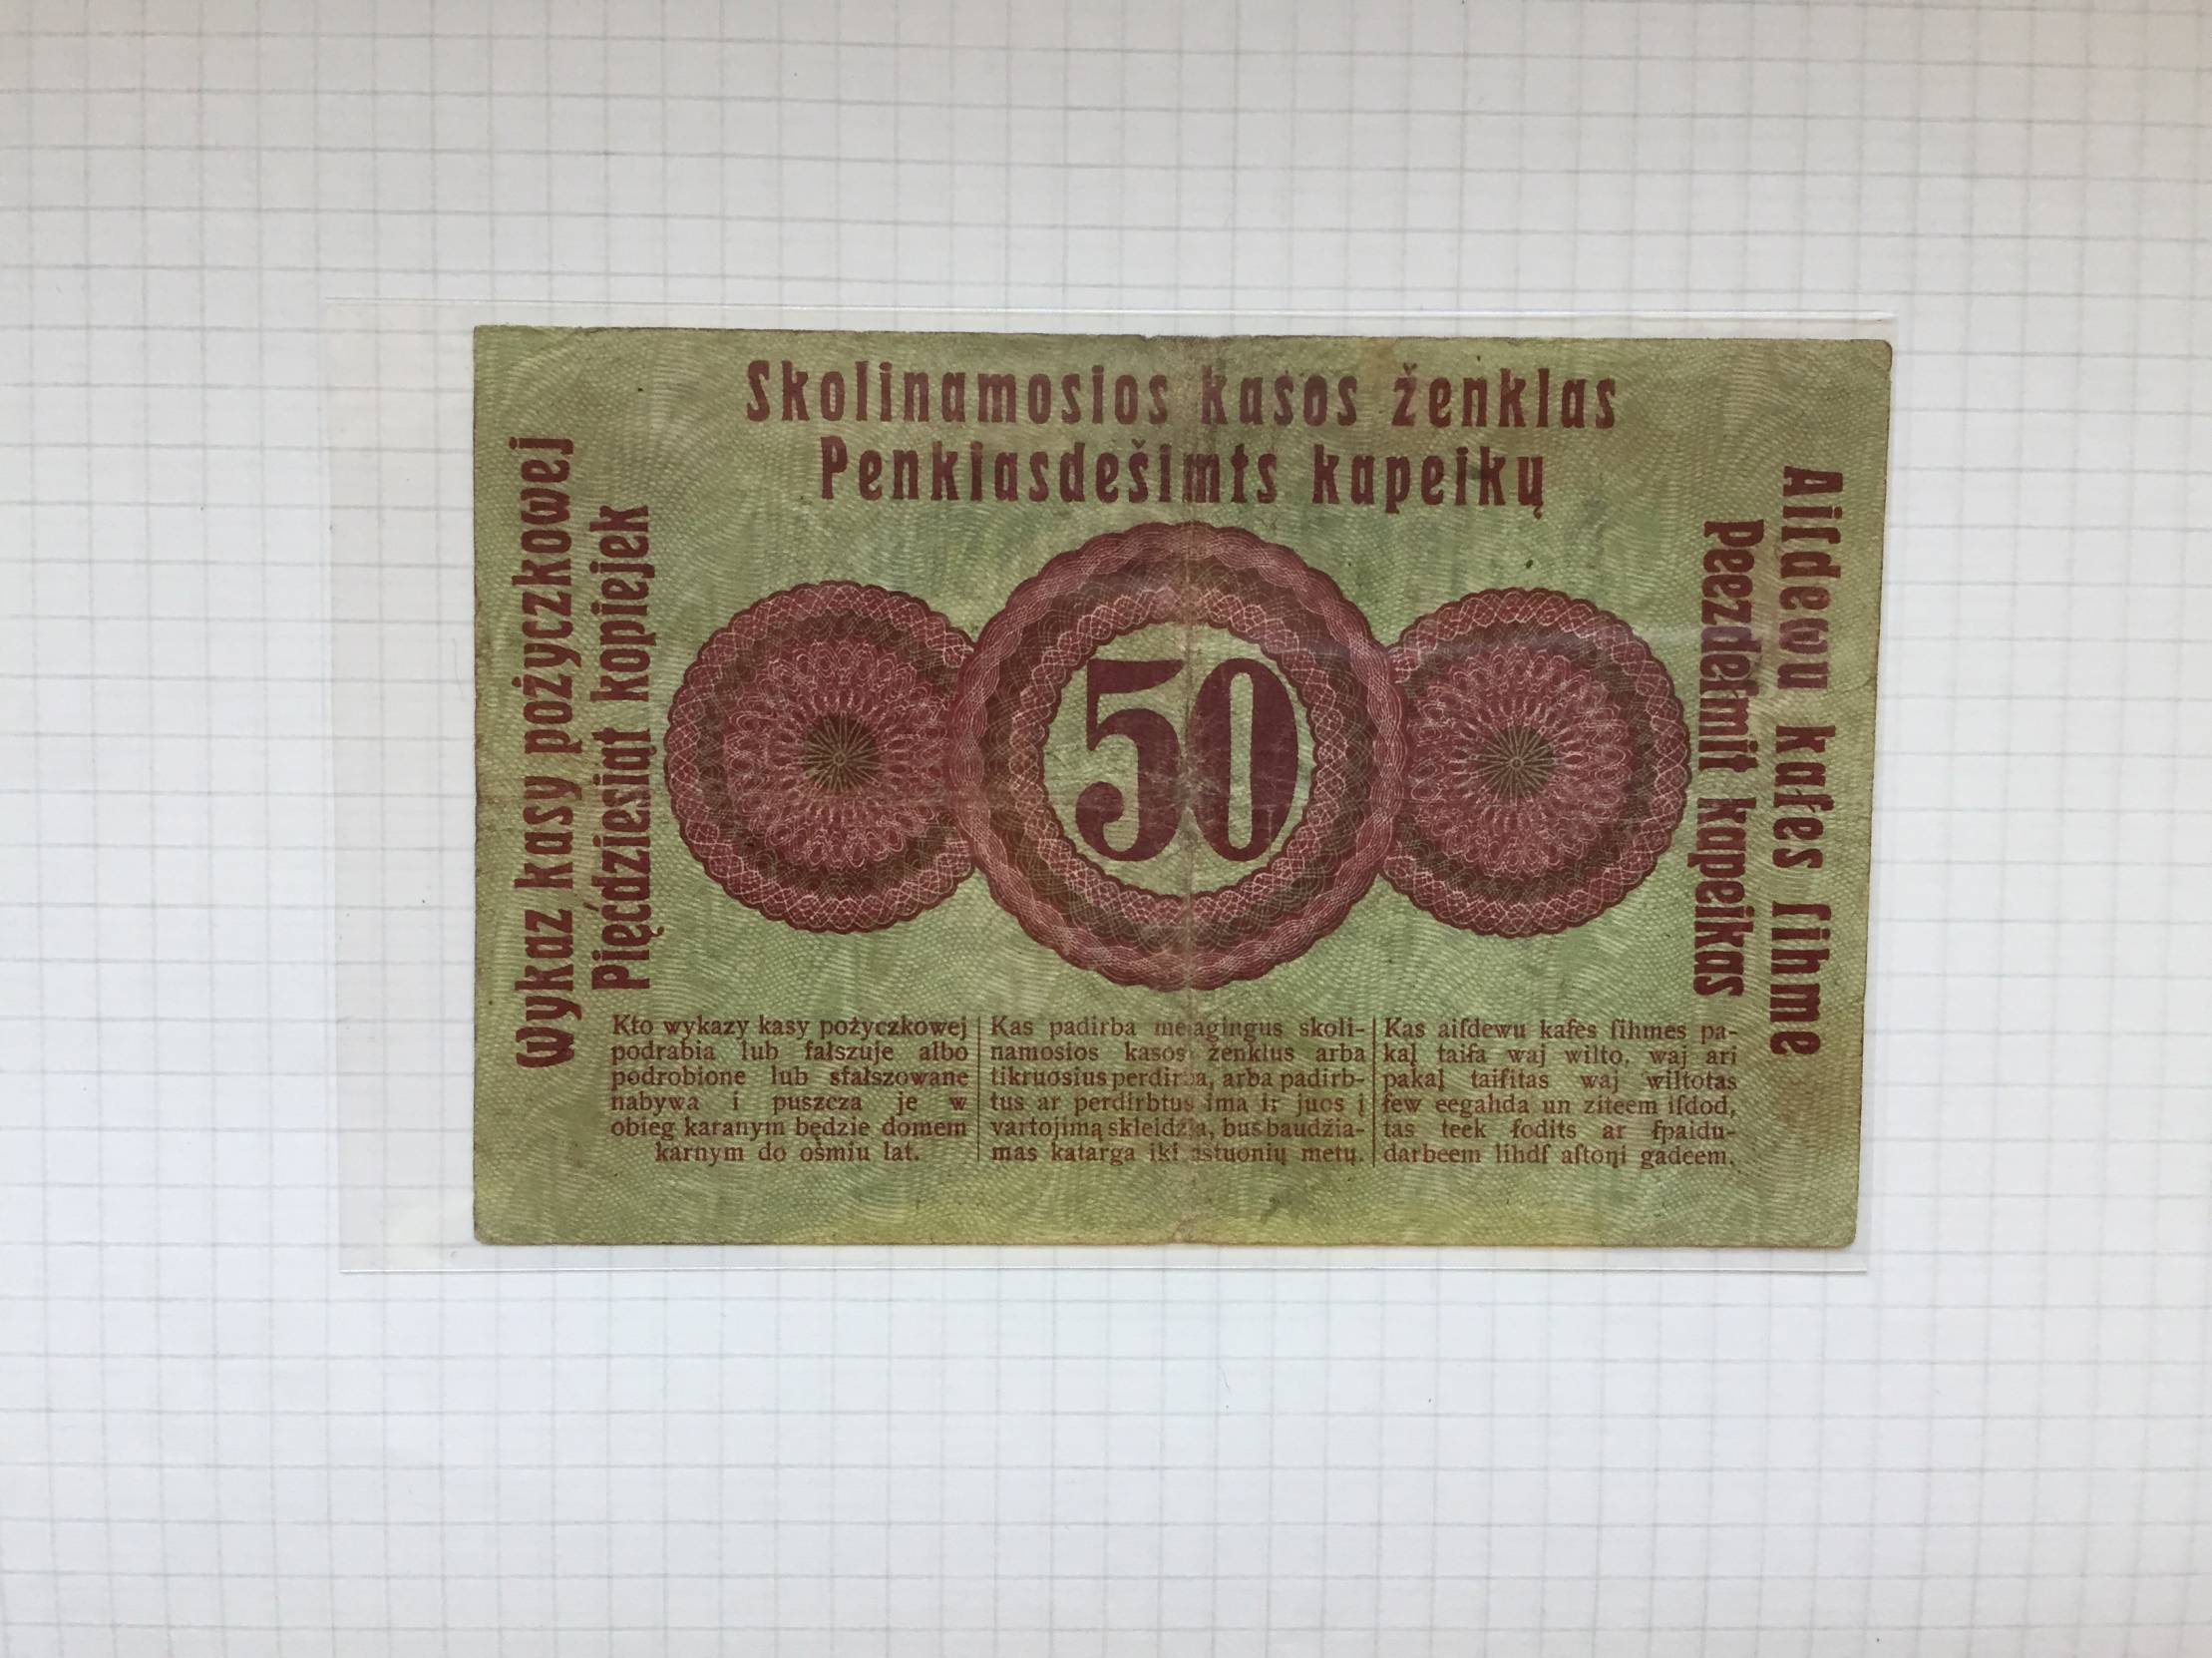 Skolinamosios kasos ženklas
Penkiasdešimts kapeikų
Wykaz kasy pożyczkowej
Pięćdziesiąt kopiejek
50
Aiſdewu kaſes ſihme
Peezdeſmit kapeikas
Kto wykazy kasy pożyczkowej
podrabia lub fałszuje albo
podrobione lub sfałszowane
nabywa i puszcza je w
obieg karanym będzie domem
karnym do ośmiu lat.
Kas padirba melagingus skoli-
namosios kasos ženklus arba
tikruosius perdirba, arba padirb-
tus ar perdirbtus ima ir juos į
vartojimą skleidžia, bus baudžia-
mas katarga iki astuonių metų.
Kas aiſdewu kaſes ſihmes pa-
kaļ taiſa waj wilto, waj ari
pakaļ taiſitas waj wiltotas
ſew eegahda un ziteem iſdod,
tas teek ſodits ar ſpaidu-
darbeem lihdſ aſtoņi gadeem.